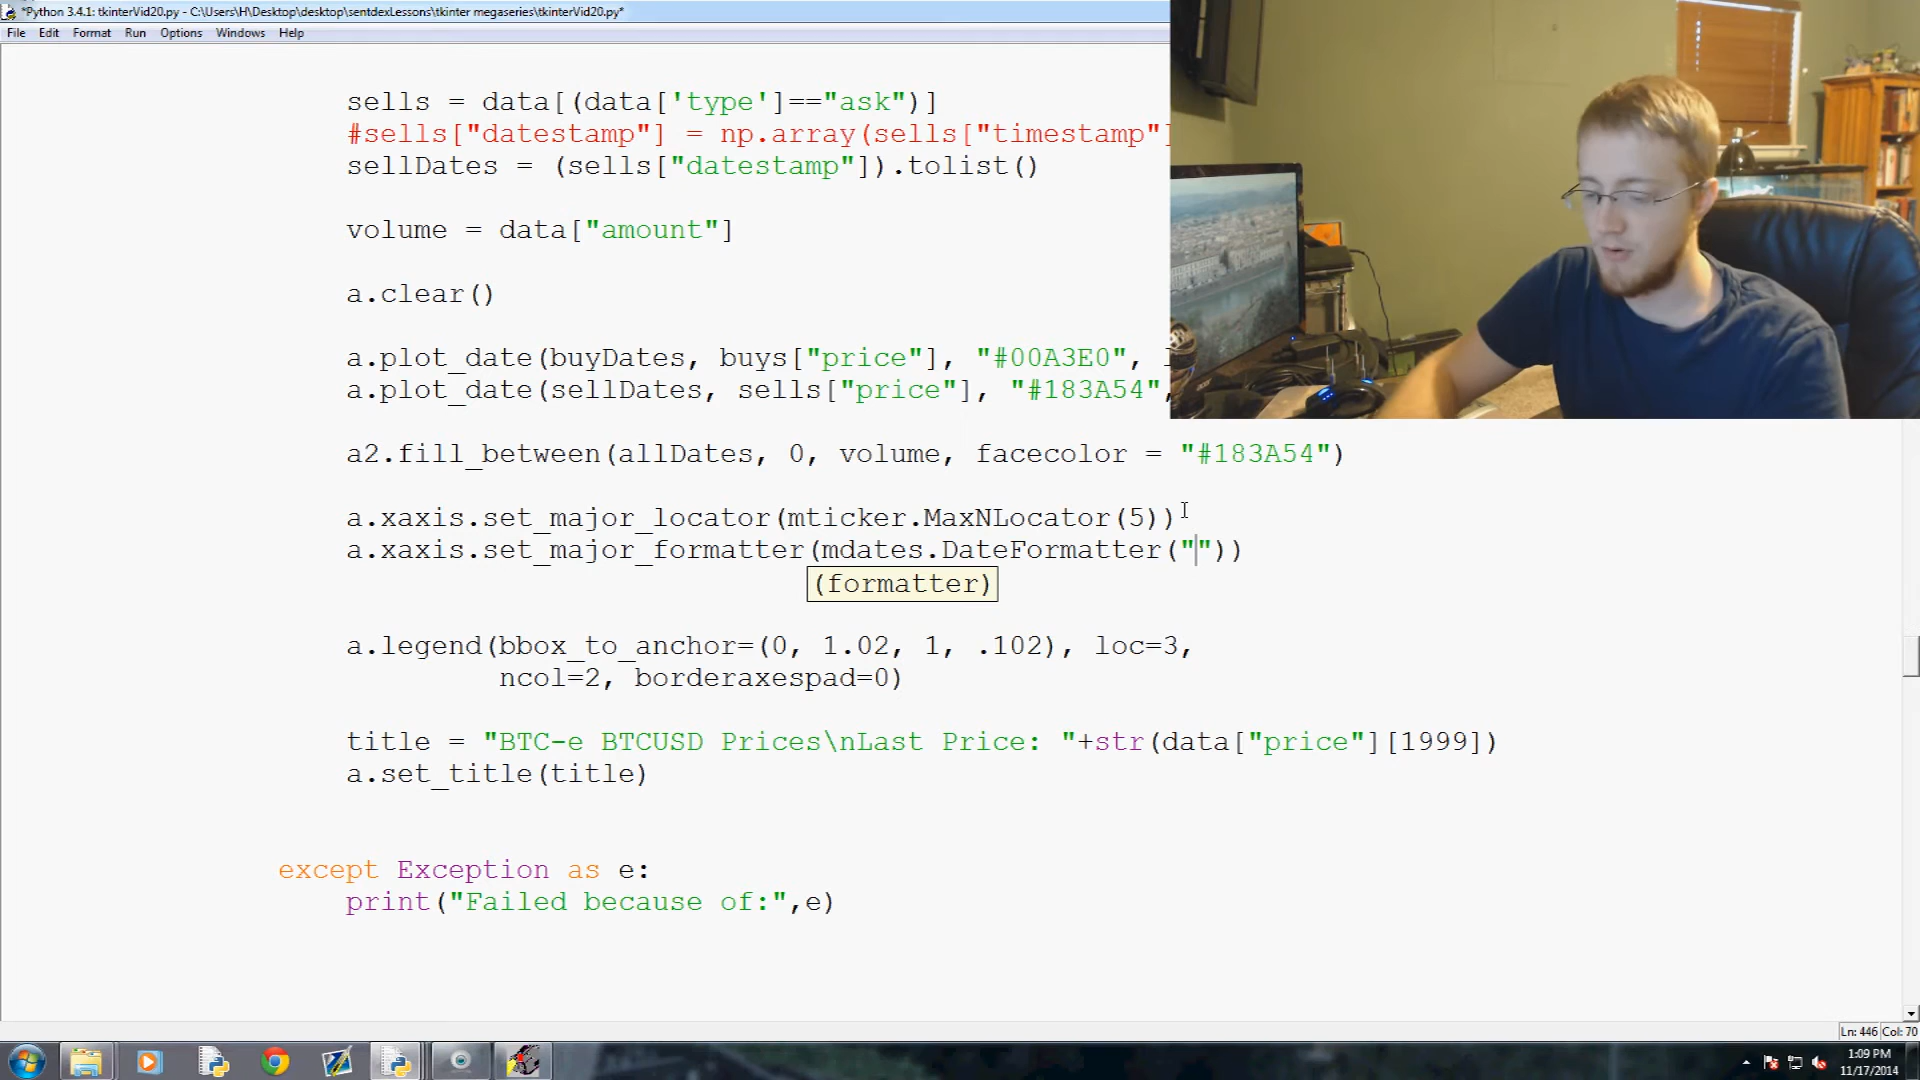 *Python 3.4.1: tkinterVid20.py - C:\Users\H\Desktop\desktop\sentdexLessons\tkinter megaseries\tkinterVid20.py*
File Edit Format Run Options Windows Help
sells = data[(data['type']=="ask")]
#sells["datestamp"] = np.array(sells["timestamp"]
sellDates = (sells["datestamp"]).tolist()
volume = data["amount"]
a.clear()
a.plot_date(buyDates, buys["price"], "#00A3E0",
a.plot_date(sellDates, sells["price"], "#183A54",
a2.fill_between(allDates, 0, volume, facecolor = "#183A54")
a.xaxis.set_major_locator(mticker.MaxNLocator(5))
a.xaxis.set_major_formatter(mdates.DateFormatter(""))
(formatter)
a.legend(bbox_to_anchor=(0, 1.02, 1, .102), loc=3,
ncol=2, borderaxespad=0)
title = "BTC-e BTCUSD Prices\nLast Price: "+str(data["price"][1999])
a.set_title(title)
except Exception as e:
print("Failed because of:",e)
Ln: 446 Col: 70
1:09 PM
11/17/2014